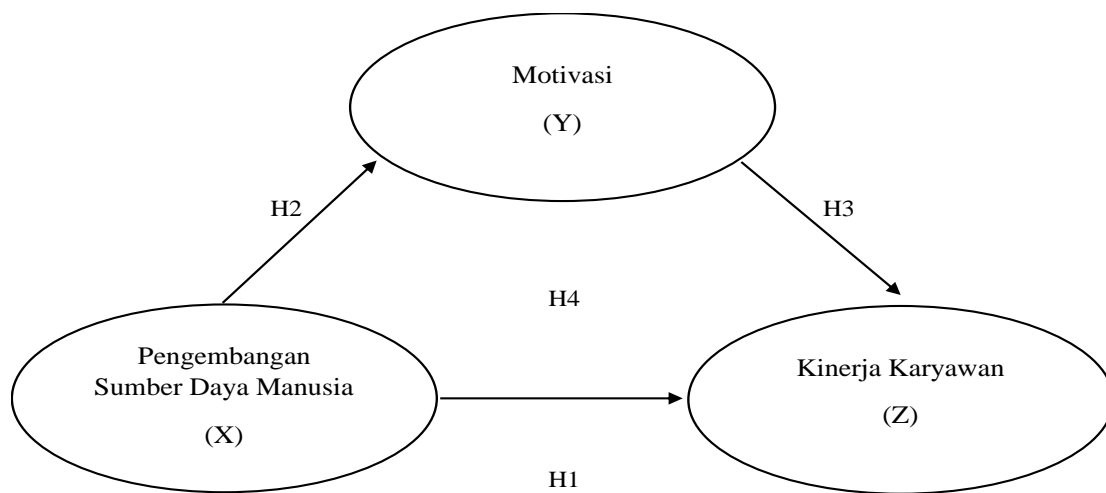 Motivasi
(Y)
H2
H3
H4
Pengembangan
Sumber Daya Manusia
(X)
Kinerja Karyawan
(Z)
H1